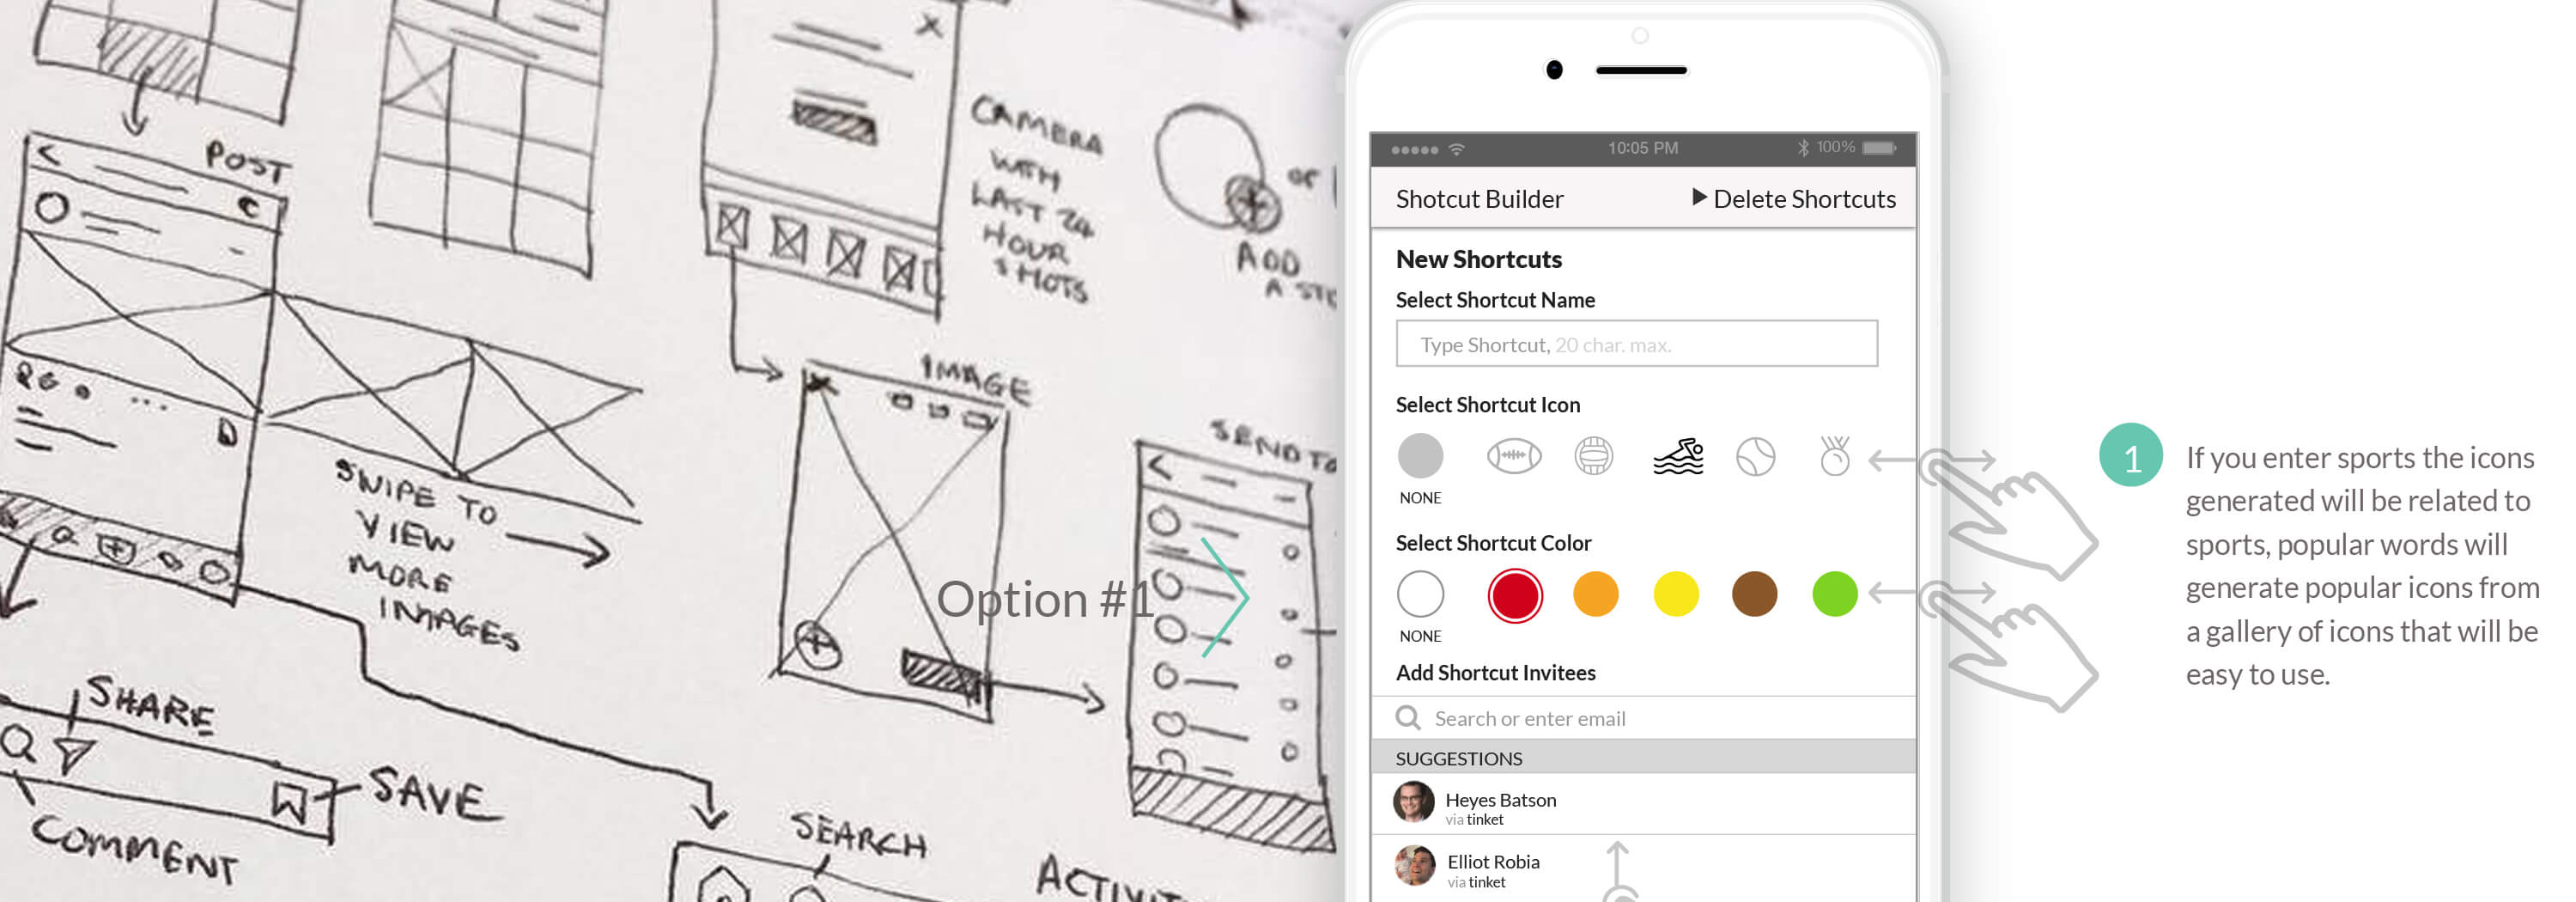 POST
CAMERA
WITH
LAST 24
HOUR
SHOTS
OR
ADD
IMAGE
SEND TO
SWIPE TO
VIEW
MORE
IMAGES
SHARE
SAVE
COMMENT
SEARCH
Option #1
10:05 PM
100%
Shotcut Builder
Delete Shortcuts
New Shortcuts
Select Shortcut Name
Type Shortcut, 20 char. max.
Select Shortcut Icon
NONE
Select Shortcut Color
NONE
Add Shortcut Invitees
Search or enter email
SUGGESTIONS
Heyes Batson
via tinket
Elliot Robia
via tinket
1
If you enter sports the icons
generated will be related to
sports, popular words will
generate popular icons from
a gallery of icons that will be
easy to use.